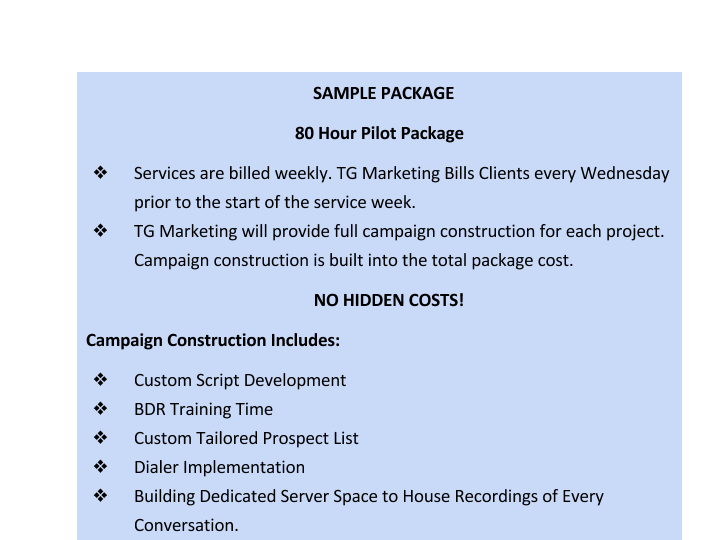 SAMPLE PACKAGE
80 Hour Pilot Package
❖ Services are billed weekly. TG Marketing Bills Clients every Wednesday
prior to the start of the service week.
❖ TG Marketing will provide full campaign construction for each project.
Campaign construction is built into the total package cost.
NO HIDDEN COSTS!
Campaign Construction Includes:
❖ Custom Script Development
❖ BDR Training Time
❖ Custom Tailored Prospect List
❖ Dialer Implementation
❖ Building Dedicated Server Space to House Recordings of Every
Conversation.